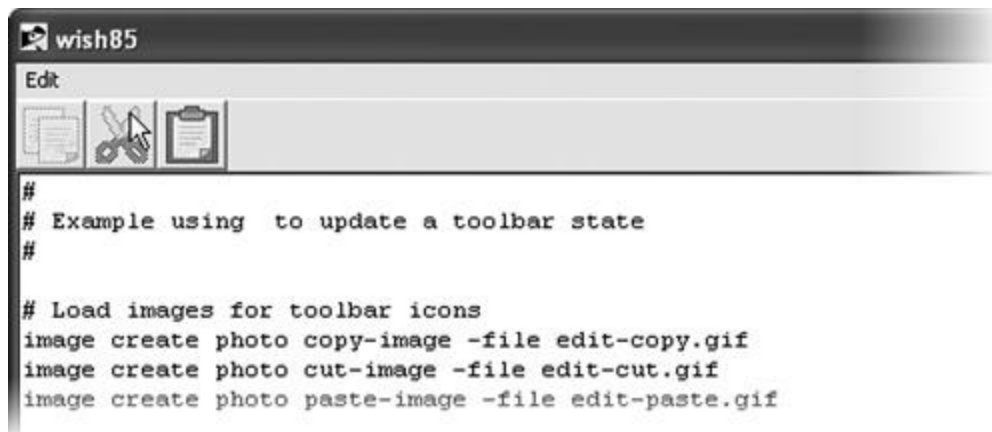 wish85
Edit
#
# Example using  to update a toolbar state
#
# Load images for toolbar icons
image create photo copy-image -file edit-copy.gif
image create photo cut-image -file edit-cut.gif
image create photo paste-image -file edit-paste.gif